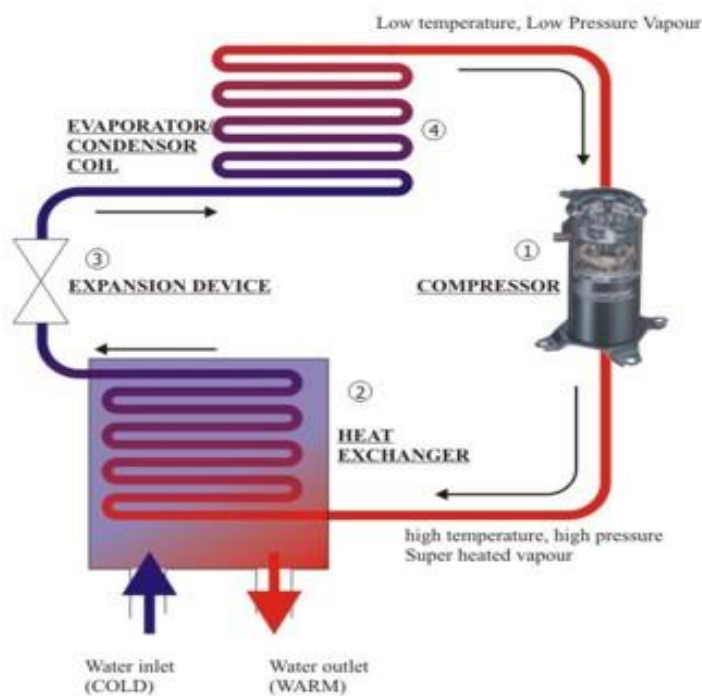 Low temperature, Low Pressure Vapour
EVAPORATOR/
CONDENSOR
COIL
④
①
COMPRESSOR
③
EXPANSION DEVICE
②
HEAT
EXCHANGER
high temperature, high pressure
Super heated vapour
Water inlet
(COLD)
Water outlet
(WARM)